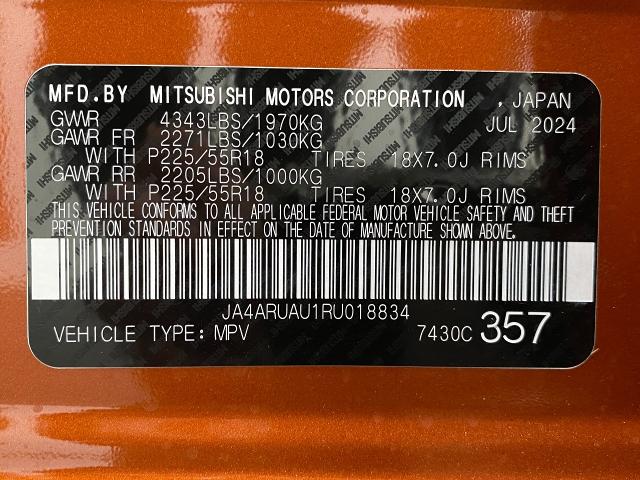 MFD.BY MITSUBISHI MOTORS CORPORATION , JAPAN
GVWR 4343LBS/1970KG JUL 2024
GAWR FR 2271LBS/1030KG
WITH P225/55R18 TIRES 18X7.0J RIMS
GAWR RR 2205LBS/1000KG
WITH P225/55R18 TIRES 18X7.0J RIMS
THIS VEHICLE CONFORMS TO ALL APPLICABLE FEDERAL MOTOR VEHICLE SAFETY AND THEFT
PREVENTION STANDARDS IN EFFECT ON THE DATE OF MANUFACTURE SHOWN ABOVE.
JA4ARUAU1RU018834
VEHICLE TYPE: MPV 7430C 357